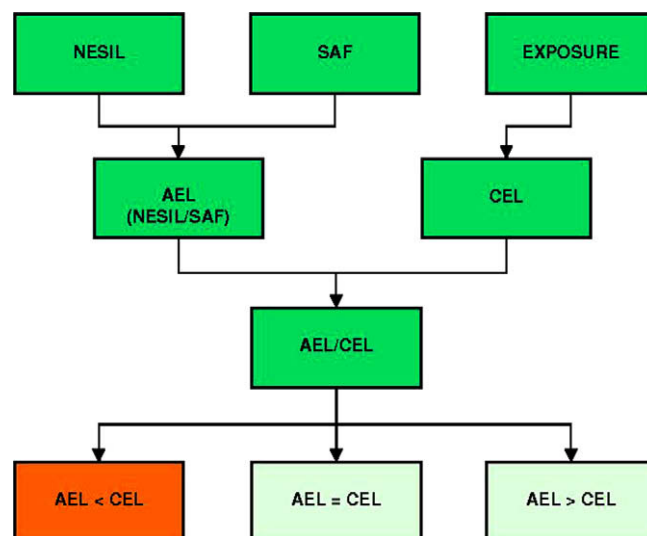 NESIL
SAF
EXPOSURE
AEL
(NESIL/SAF)
CEL
AEL/CEL
AEL < CEL
AEL = CEL
AEL > CEL